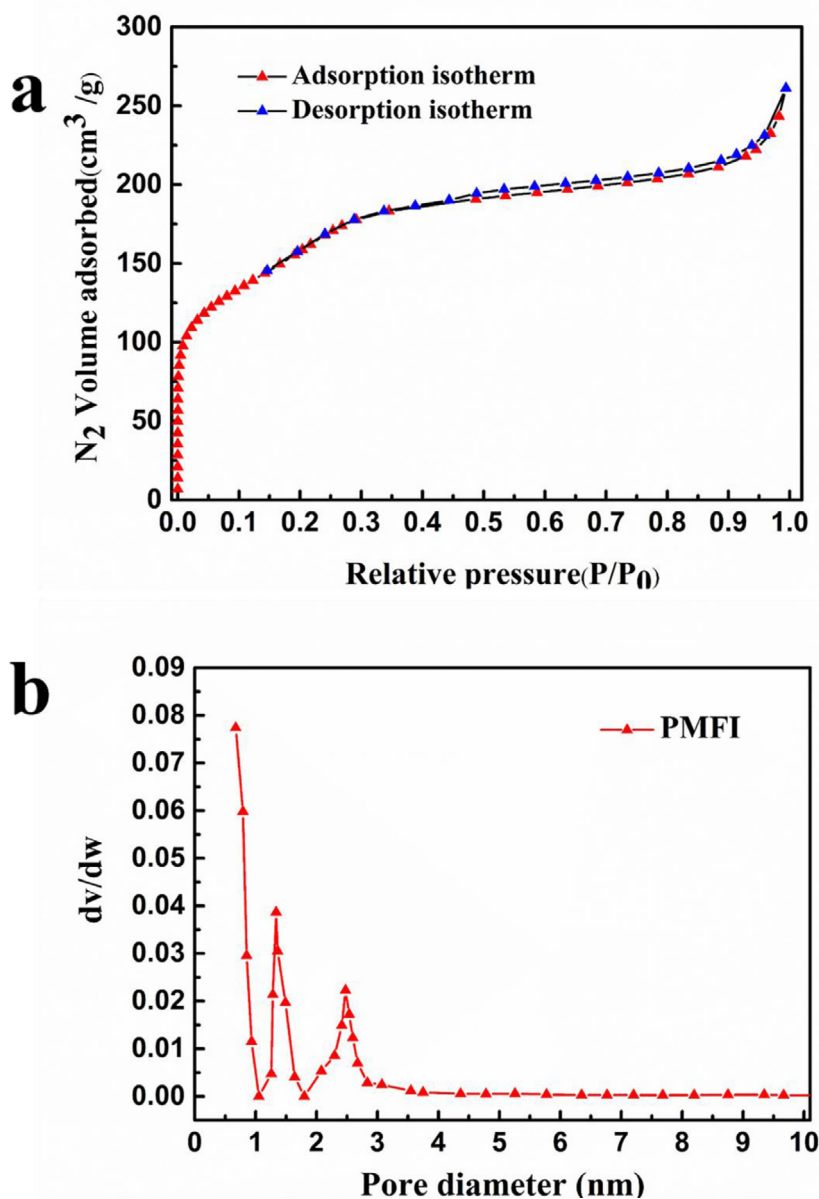 a
300
250
200
150
100
50
0
N₂ Volume adsorbed(cm³ /g)
Adsorption isotherm
Desorption isotherm
0.0 0.1 0.2 0.3 0.4 0.5 0.6 0.7 0.8 0.9 1.0
Relative pressure(P/P₀)
b
0.09
0.08
0.07
0.06
0.05
0.04
0.03
0.02
0.01
0.00
dv/dw
PMFI
0 1 2 3 4 5 6 7 8 9 10
Pore diameter (nm)